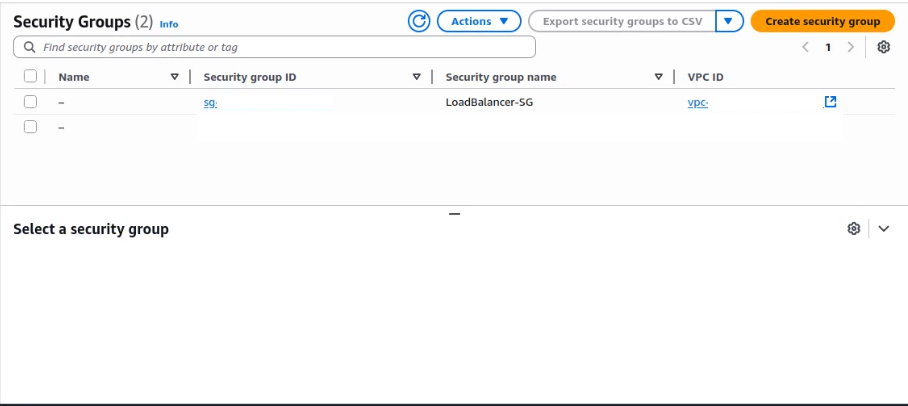 Security Groups (2) Info
Actions
Export security groups to CSV
Create security group
Find security groups by attribute or tag
1
Name Security group ID Security group name VPC ID
– sg- LoadBalancer-SG vpc-
–
Select a security group